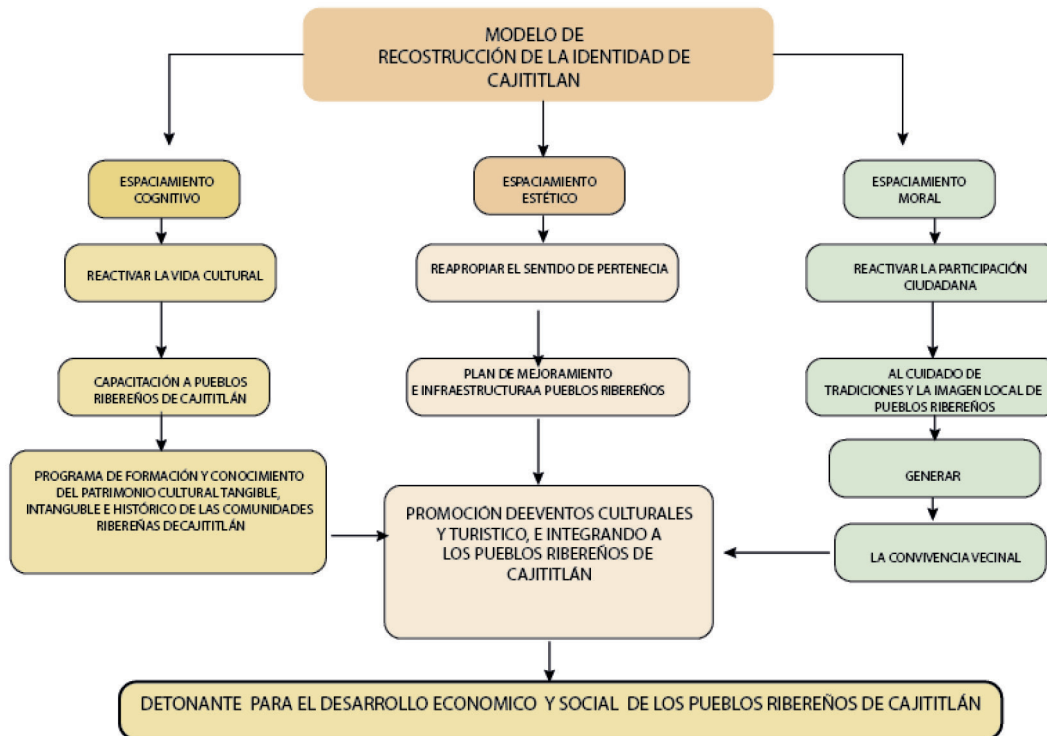 MODELO DE
RECOSTRUCCIÓN DE LA IDENTIDAD DE
CAJITITLAN
ESPACIAMIENTO
COGNITIVO
REACTIVAR LA VIDA CULTURAL
CAPACITACIÓN A PUEBLOS
RIBEREÑOS DE CAJITITLÁN
PROGRAMA DE FORMACIÓN Y CONOCIMIENTO
DEL PATRIMONIO CULTURAL TANGIBLE,
INTANGUBLE E HISTÓRICO DE LAS COMUNIDADES
RIBEREÑAS DECAJITITLÁN
ESPACIAMIENTO
ESTÉTICO
REAPROPIAR EL SENTIDO DE PERTENECIA
PLAN DE MEJORAMIENTO
E INFRAESTRUCTURAA PUEBLOS RIBEREÑOS
PROMOCIÓN DEEVENTOS CULTURALES
Y TURISTICO, E INTEGRANDO A
LOS PUEBLOS RIBEREÑOS DE
CAJITITLÁN
ESPACIAMIENTO
MORAL
REACTIVAR LA PARTICIPACIÓN
CIUDADANA
AL CUIDADO DE
TRADICIONES Y LA IMAGEN LOCAL DE
PUEBLOS RIBEREÑOS
GENERAR
LA CONVIVENCIA VECINAL
DETONANTE PARA EL DESARROLLO ECONOMICO Y SOCIAL DE LOS PUEBLOS RIBEREÑOS DE CAJITITLÁN